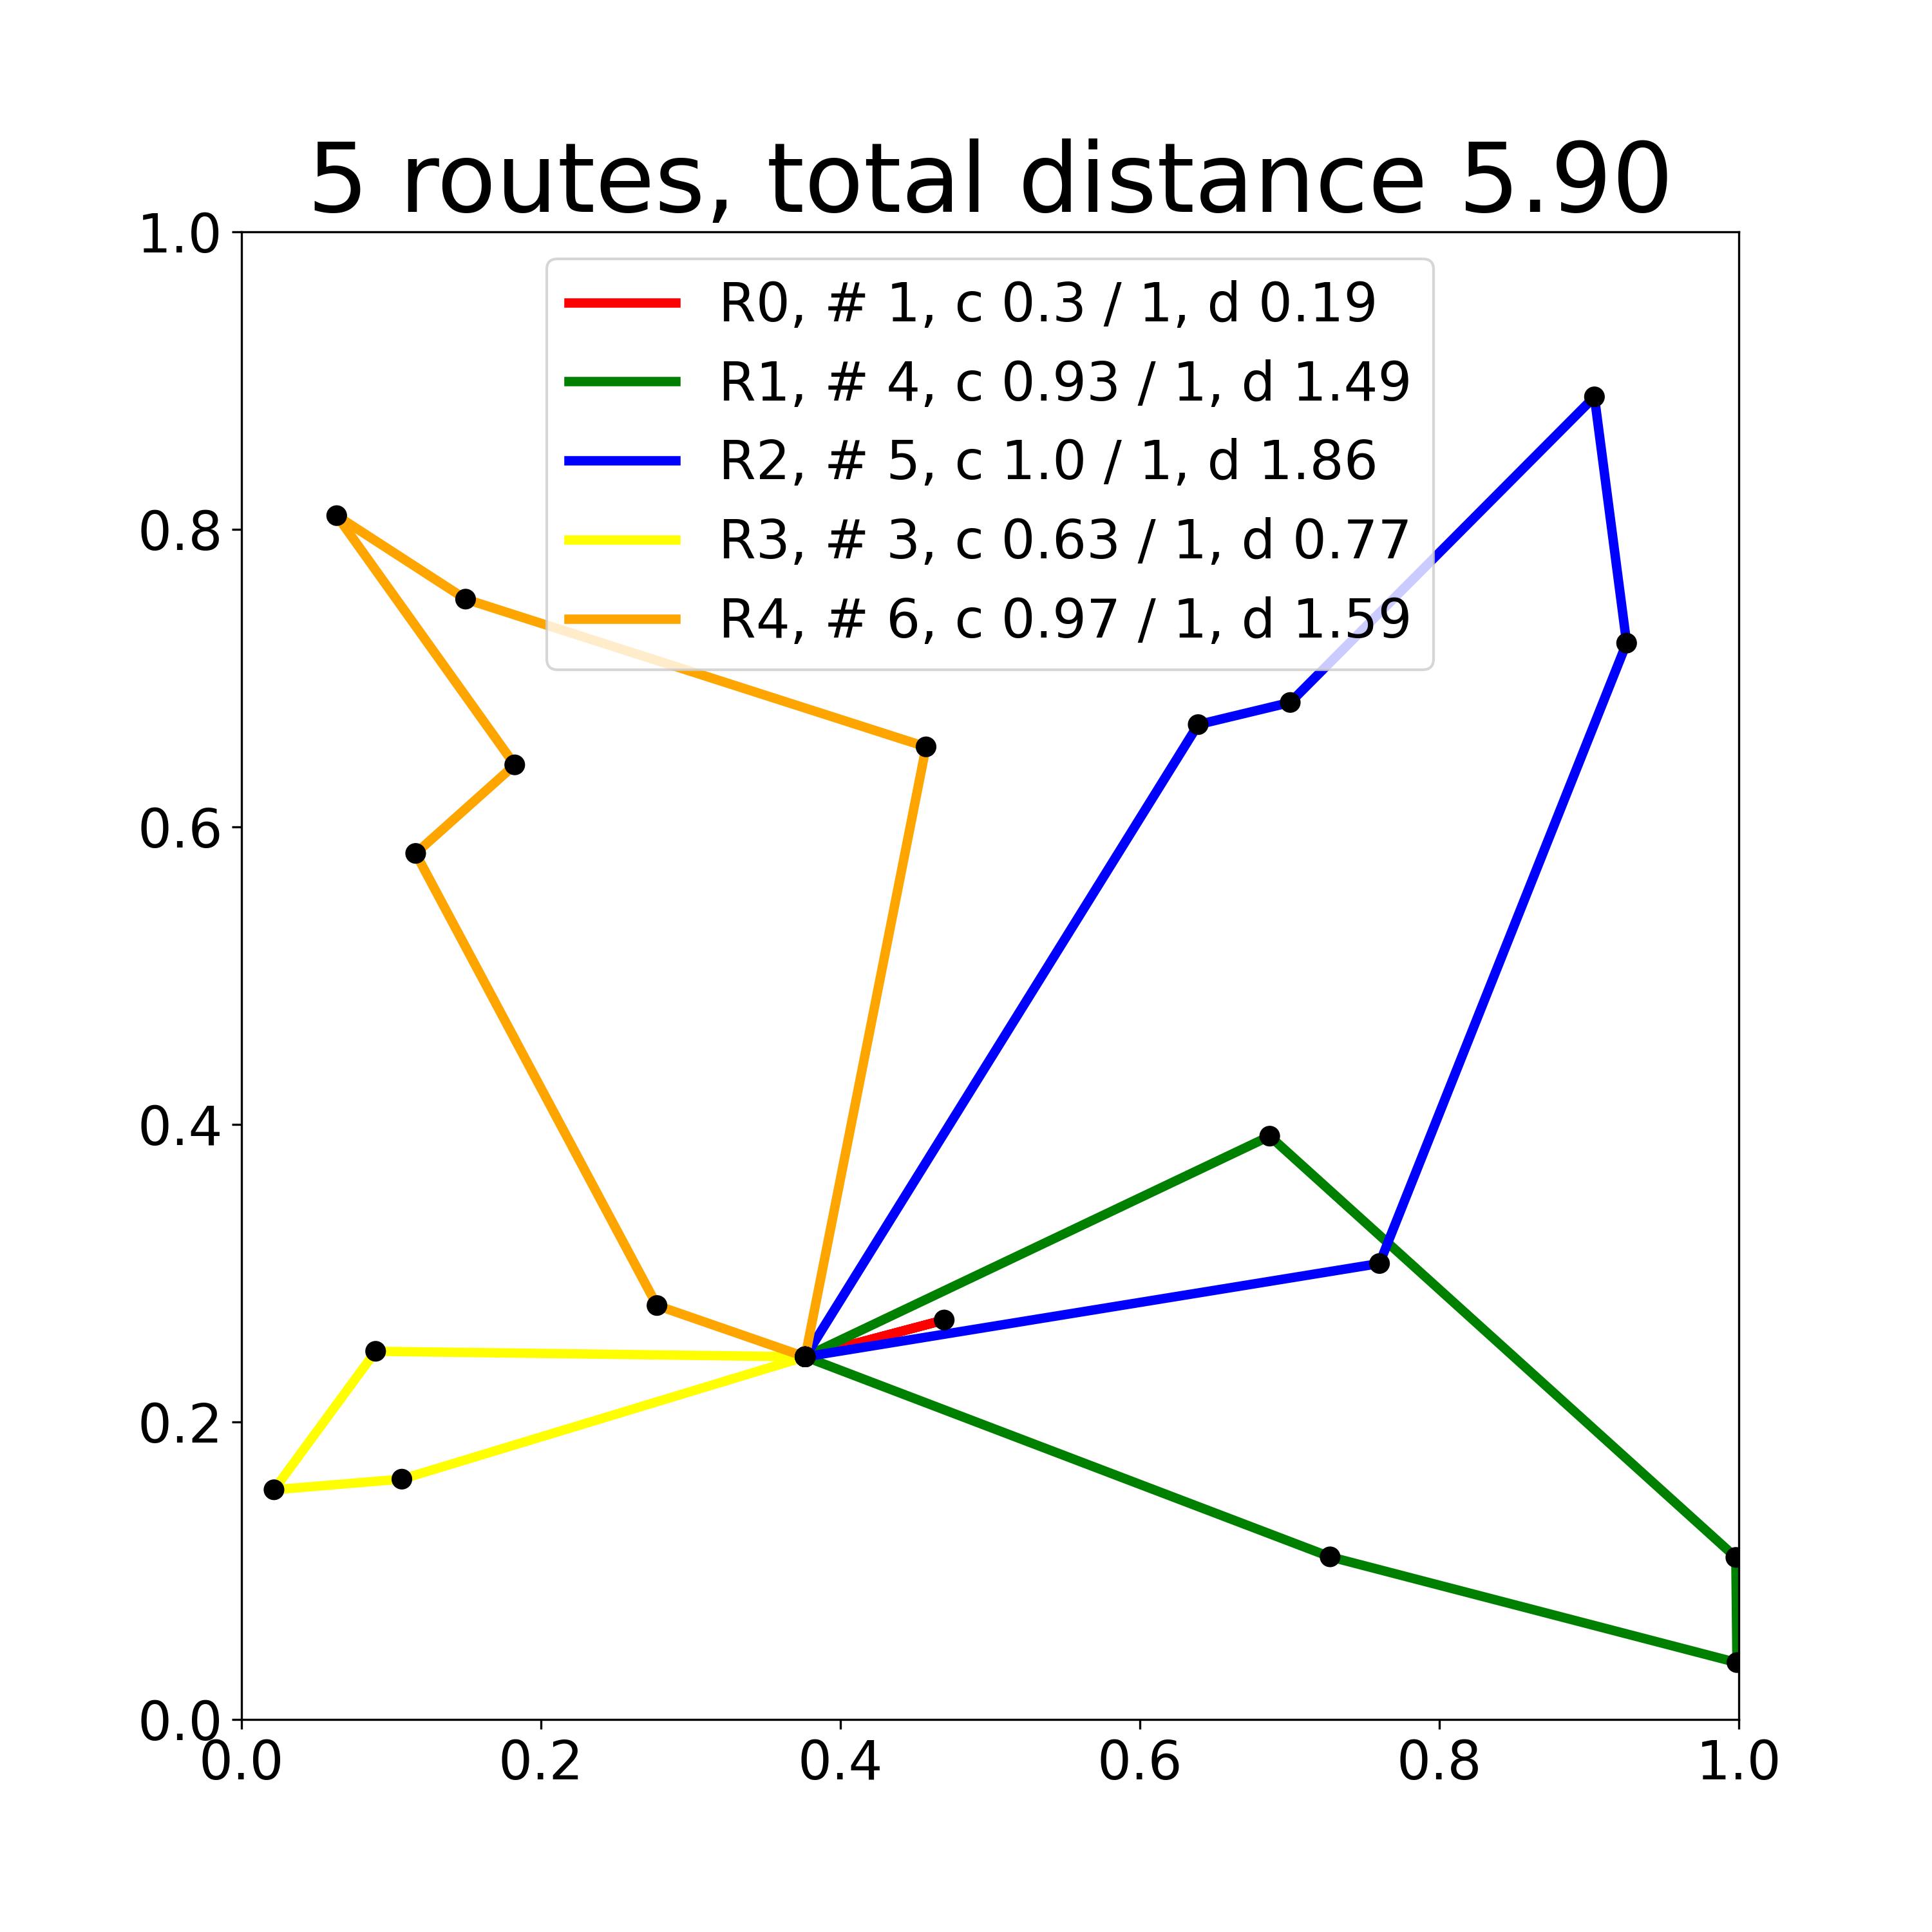 5 routes, total distance 5.90
1.0
R0, # 1, c 0.3 / 1, d 0.19
R1, # 4, c 0.93 / 1, d 1.49
R2, # 5, c 1.0 / 1, d 1.86
R3, # 3, c 0.63 / 1, d 0.77
R4, # 6, c 0.97 / 1, d 1.59
0.8
0.6
0.4
0.2
0.0
0.0 0.2 0.4 0.6 0.8 1.0